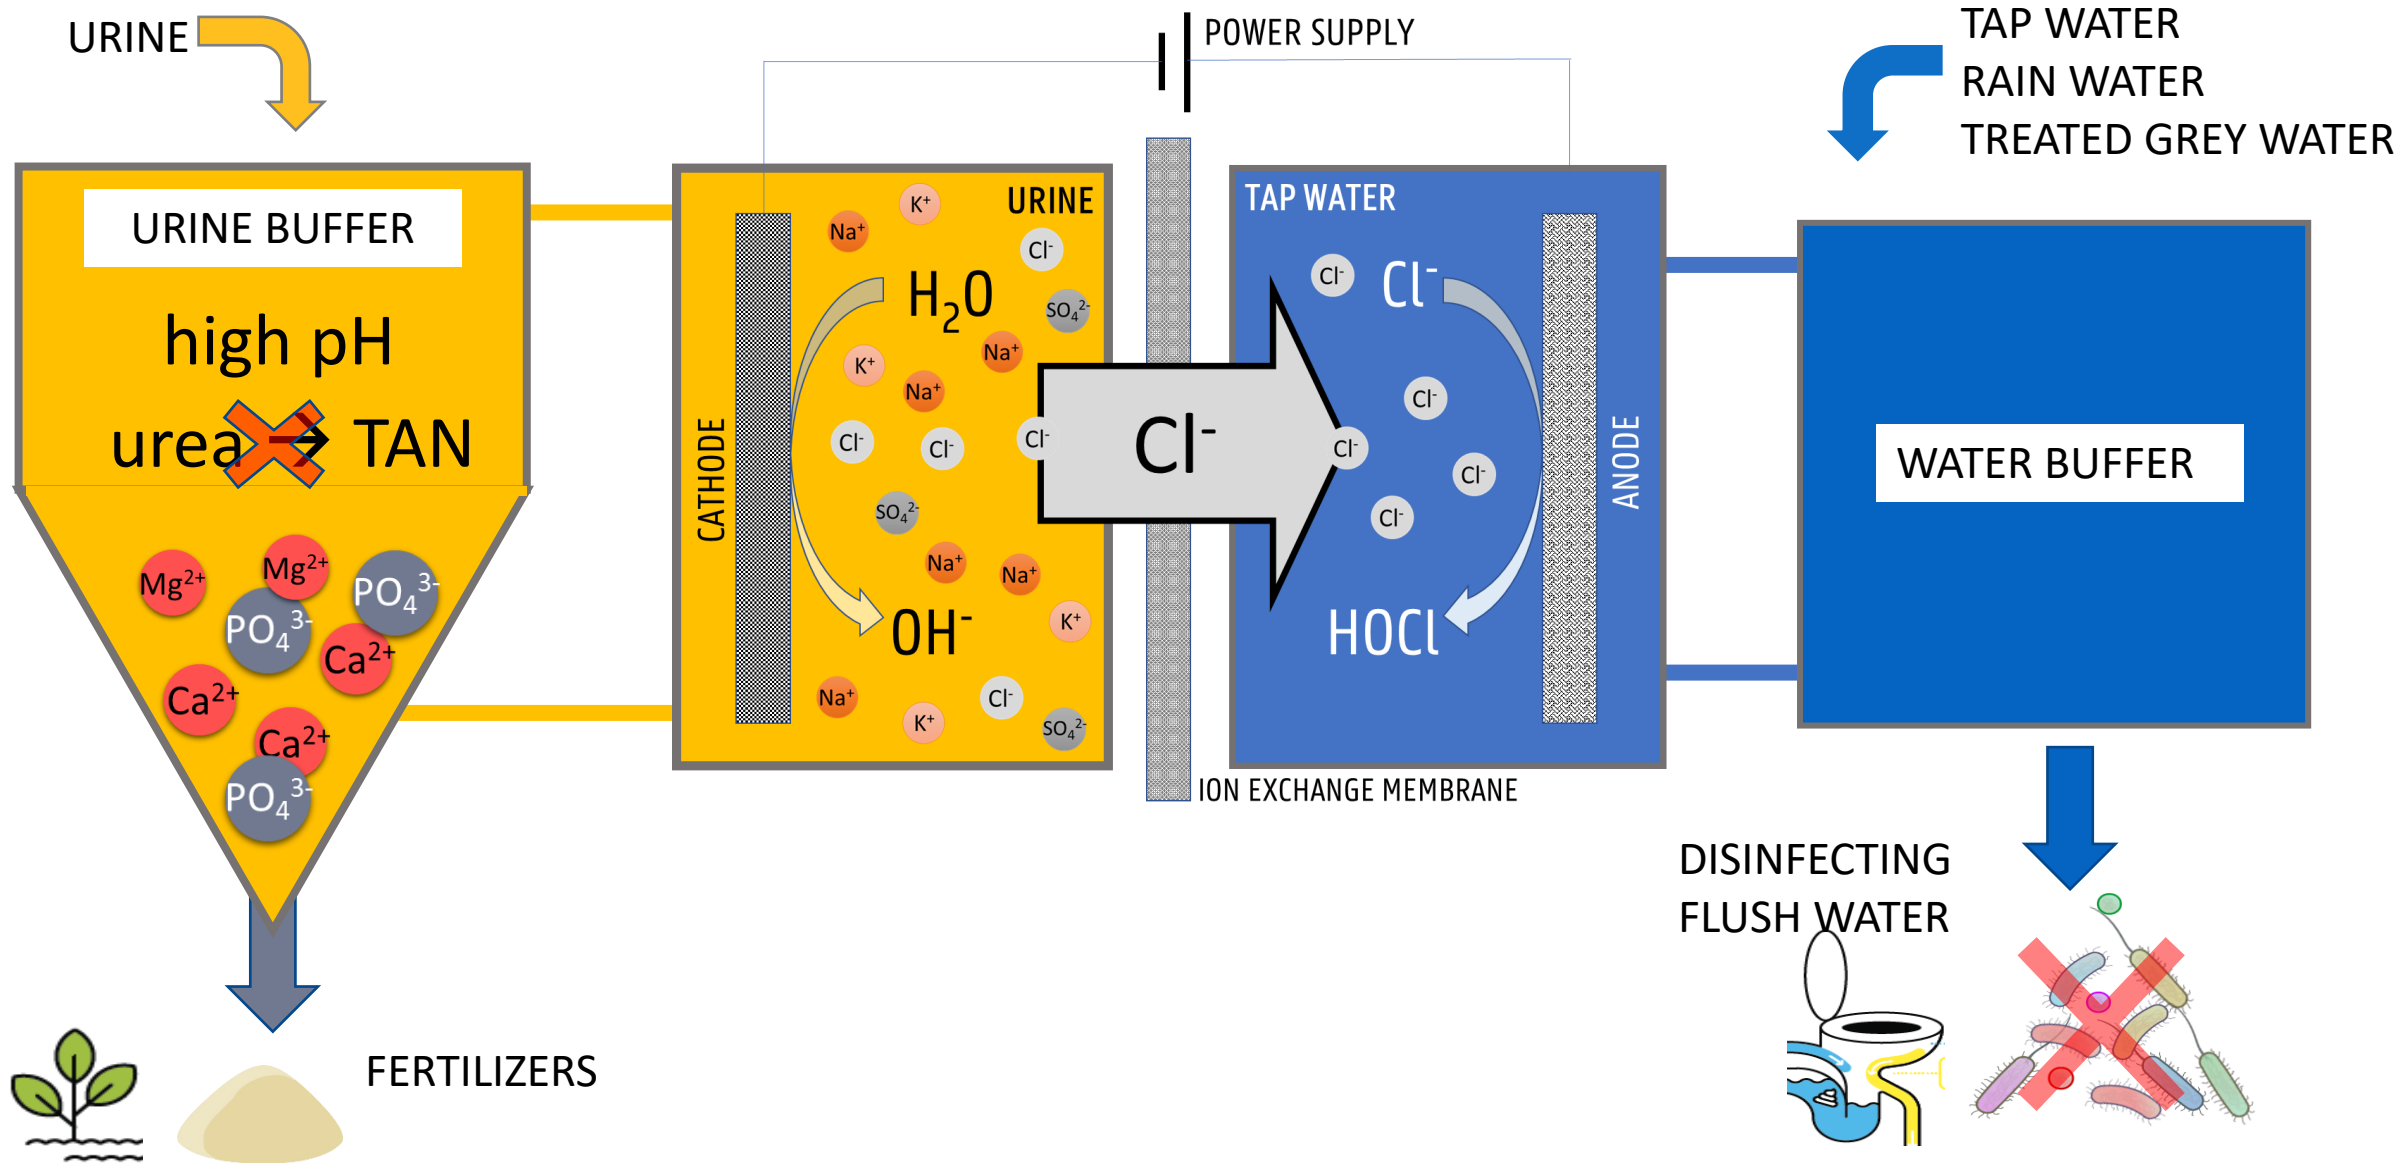 URINE
POWER SUPPLY
TAP WATER
RAIN WATER
TREATED GREY WATER
URINE BUFFER
high pH
urea → TAN
Mg²⁺
Mg²⁺
PO₄³⁻
PO₄³⁻
Ca²⁺
Ca²⁺
Ca²⁺
PO₄³⁻
FERTILIZERS
URINE
CATHODE
K⁺
Na⁺
Cl⁻
H₂O
SO₄²⁻
Na⁺
K⁺
Na⁺
Cl⁻
Cl⁻
Cl⁻
SO₄²⁻
Na⁺
Na⁺
K⁺
OH⁻
Na⁺
Cl⁻
K⁺
SO₄²⁻
Cl⁻
ION EXCHANGE MEMBRANE
TAP WATER
Cl⁻
Cl⁻
Cl⁻
Cl⁻
Cl⁻
Cl⁻
HOCl
ANODE
WATER BUFFER
DISINFECTING
FLUSH WATER